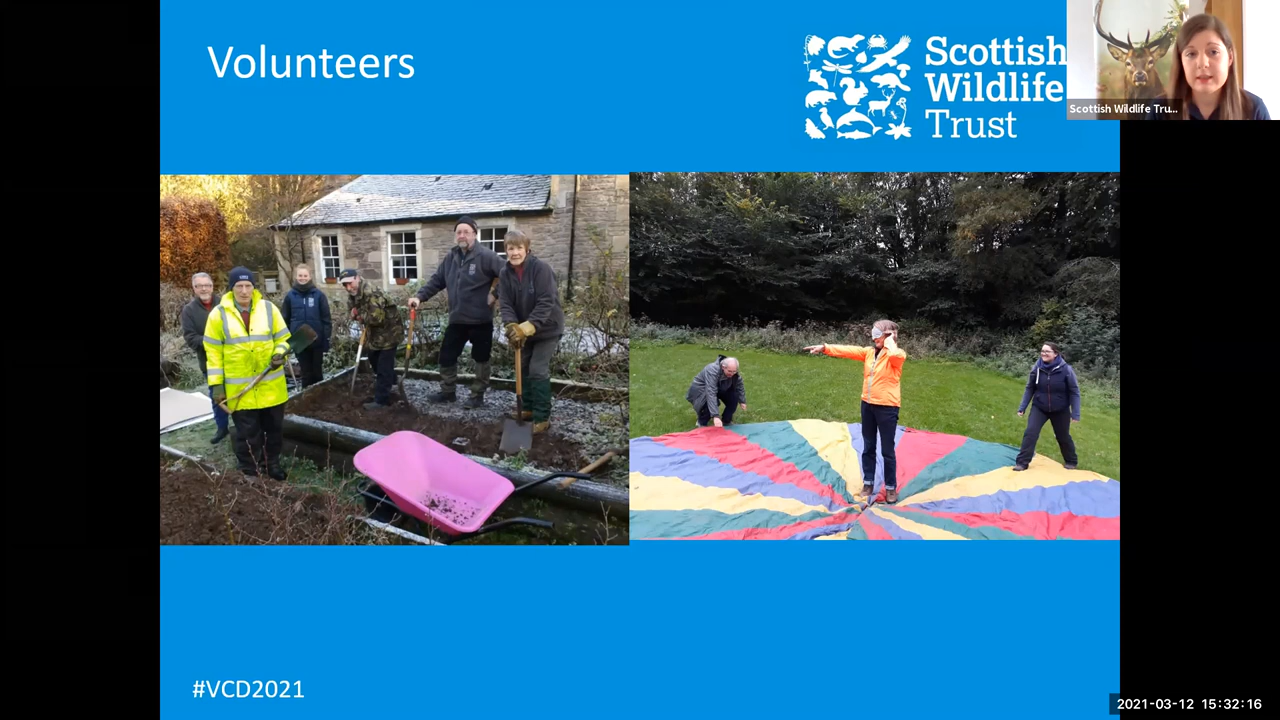 Volunteers
Scottish
Wildlife
Trust
Scottish Wildlife Tru...
#VCD2021
2021-03-12 15:32:16